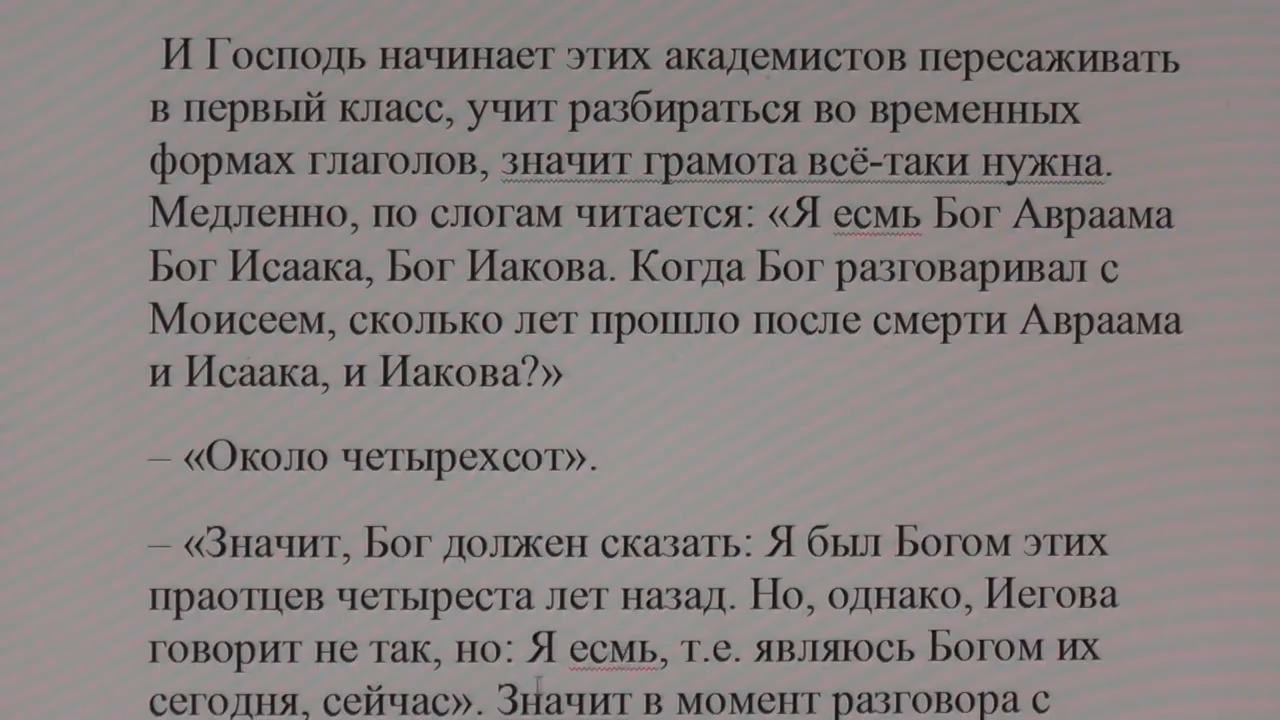 И Господь начинает этих академистов пересаживать
в первый класс, учит разбираться во временных
формах глаголов, значит грамота всё-таки нужна.
Медленно, по слогам читается: «Я есмь Бог Авраама
Бог Исаака, Бог Иакова. Когда Бог разговаривал с
Моисеем, сколько лет прошло после смерти Авраама
и Исаака, и Иакова?»
– «Около четырехсот».
– «Значит, Бог должен сказать: Я был Богом этих
праотцев четыреста лет назад. Но, однако, Иегова
говорит не так, но: Я есмь, т.е. являюсь Богом их
сегодня, сейчас». Значит в момент разговора с